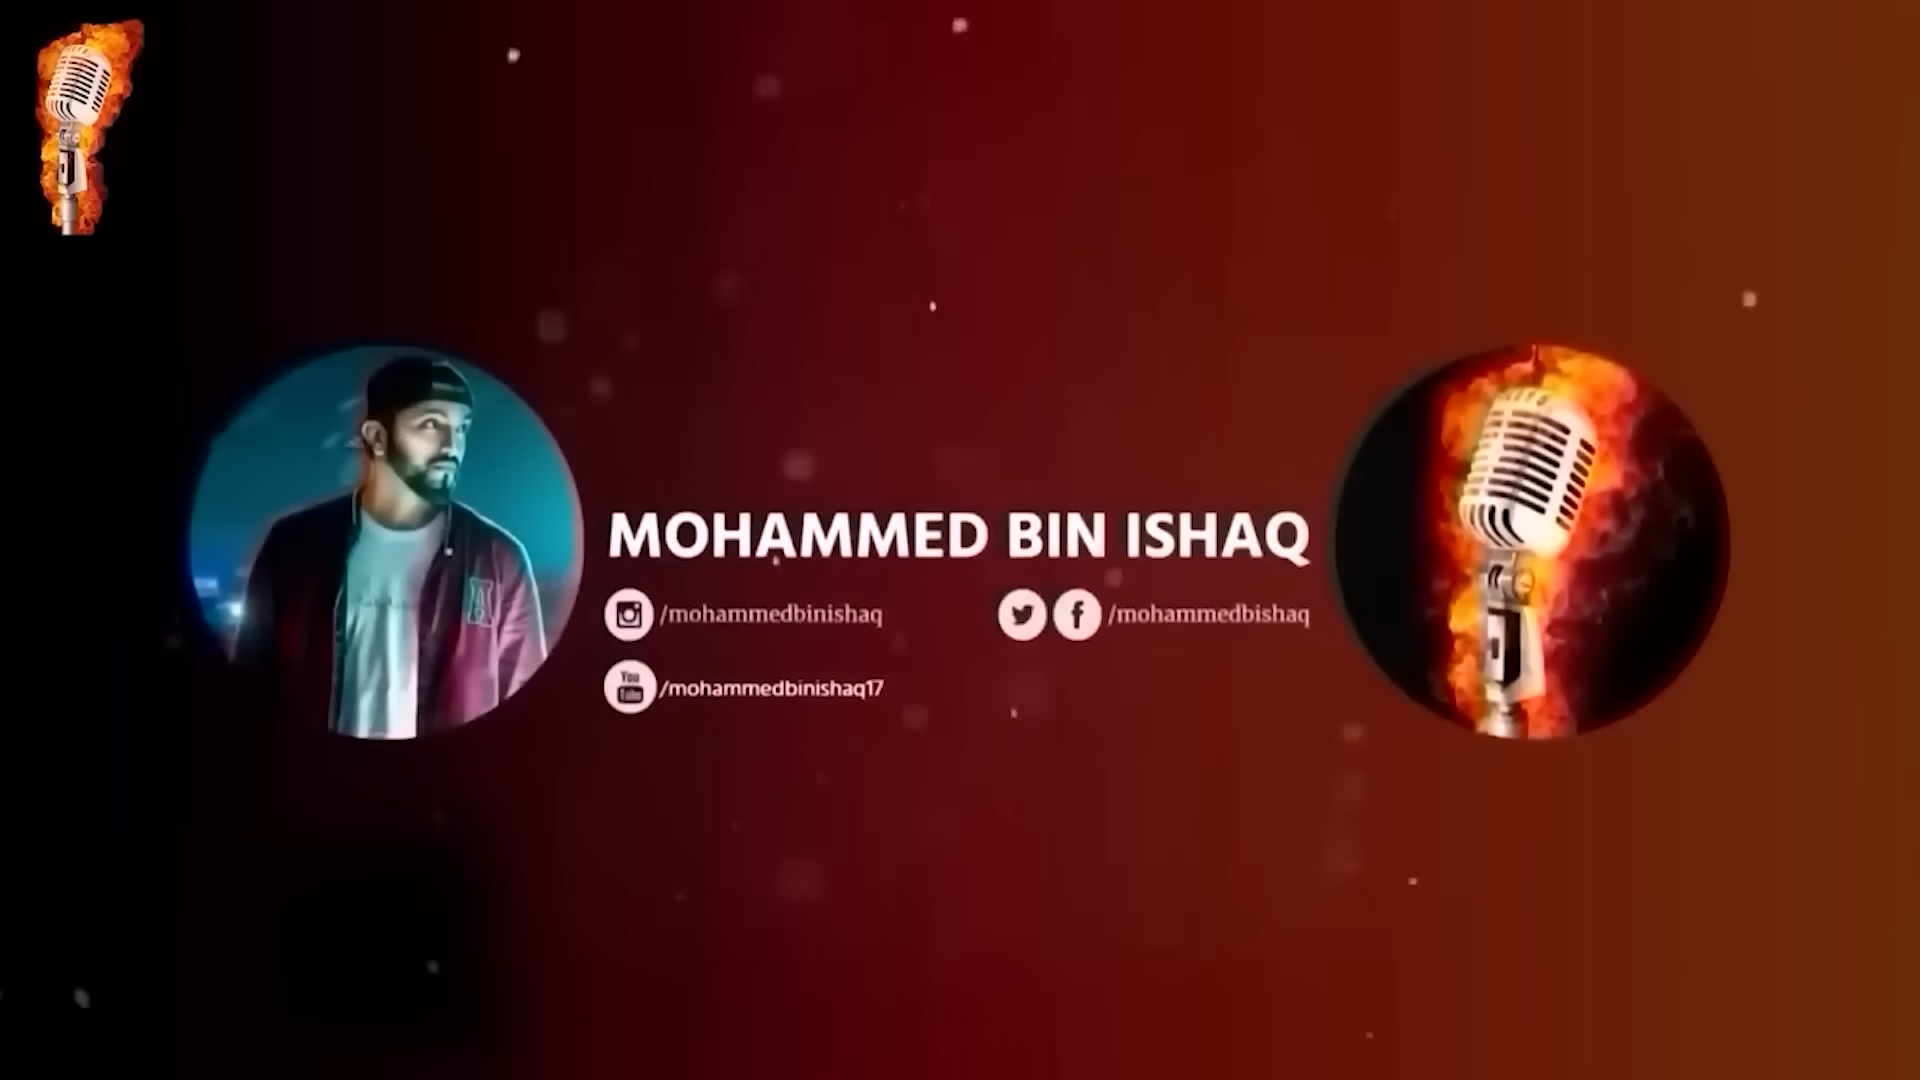 MOHAMMED BIN ISHAQ
/mohammedbinishaq
/mohammedbishaq
You Tube /mohammedbinishaq17
A